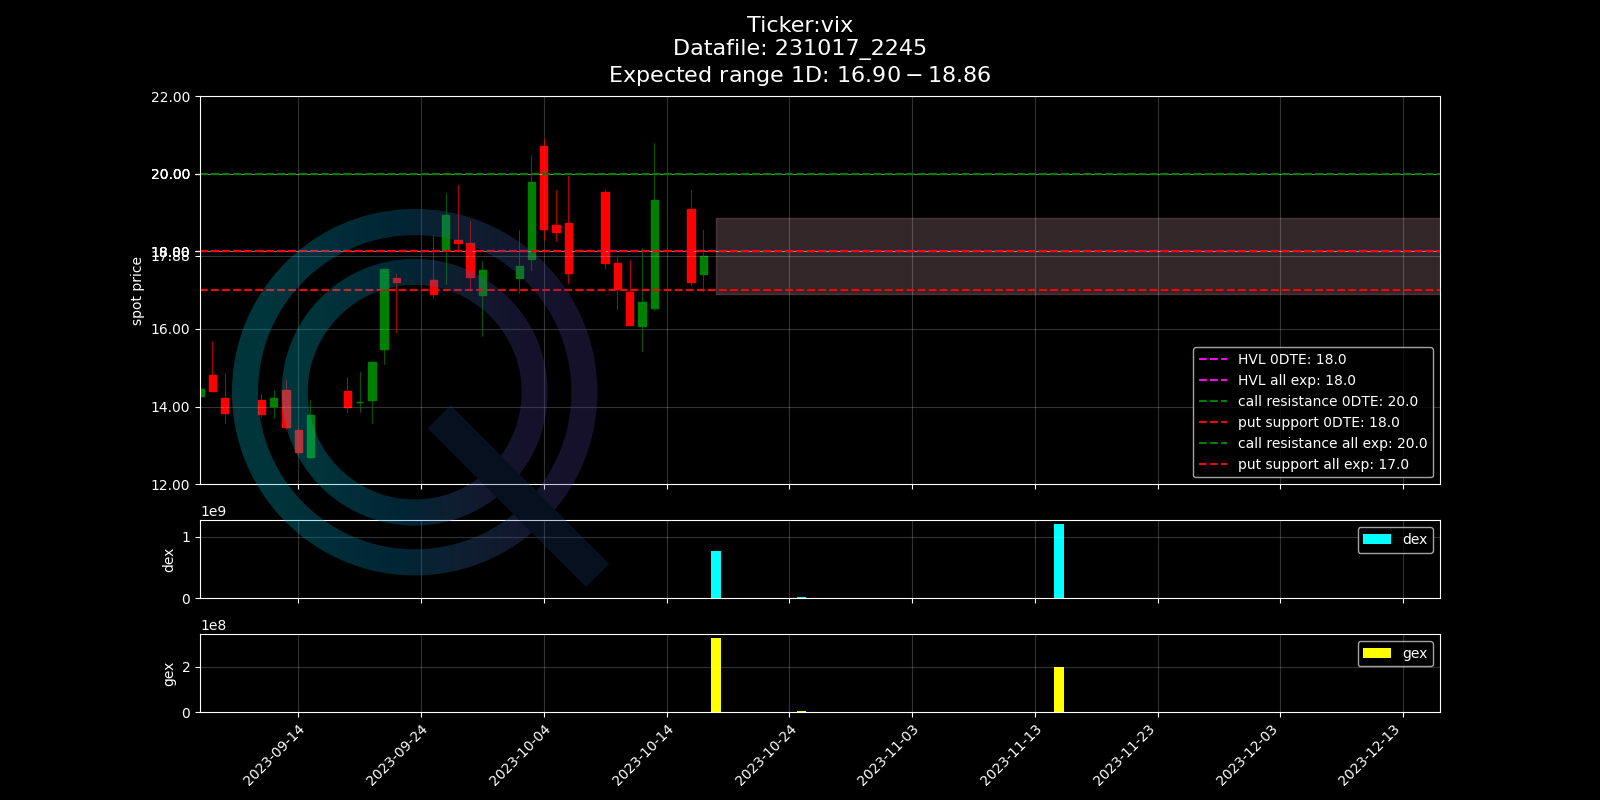 Ticker:vix
Datafile: 231017_2245
Expected range 1D: 16.90 − 18.86
22.00
20.00
18.00
16.00
14.00
12.00
spot price
HVL 0DTE: 18.0
HVL all exp: 18.0
call resistance 0DTE: 20.0
put support 0DTE: 18.0
call resistance all exp: 20.0
put support all exp: 17.0
1e9
1
0
dex
dex
1e8
2
0
gex
gex
2023-09-14
2023-09-24
2023-10-04
2023-10-14
2023-10-24
2023-11-03
2023-11-13
2023-11-23
2023-12-03
2023-12-13